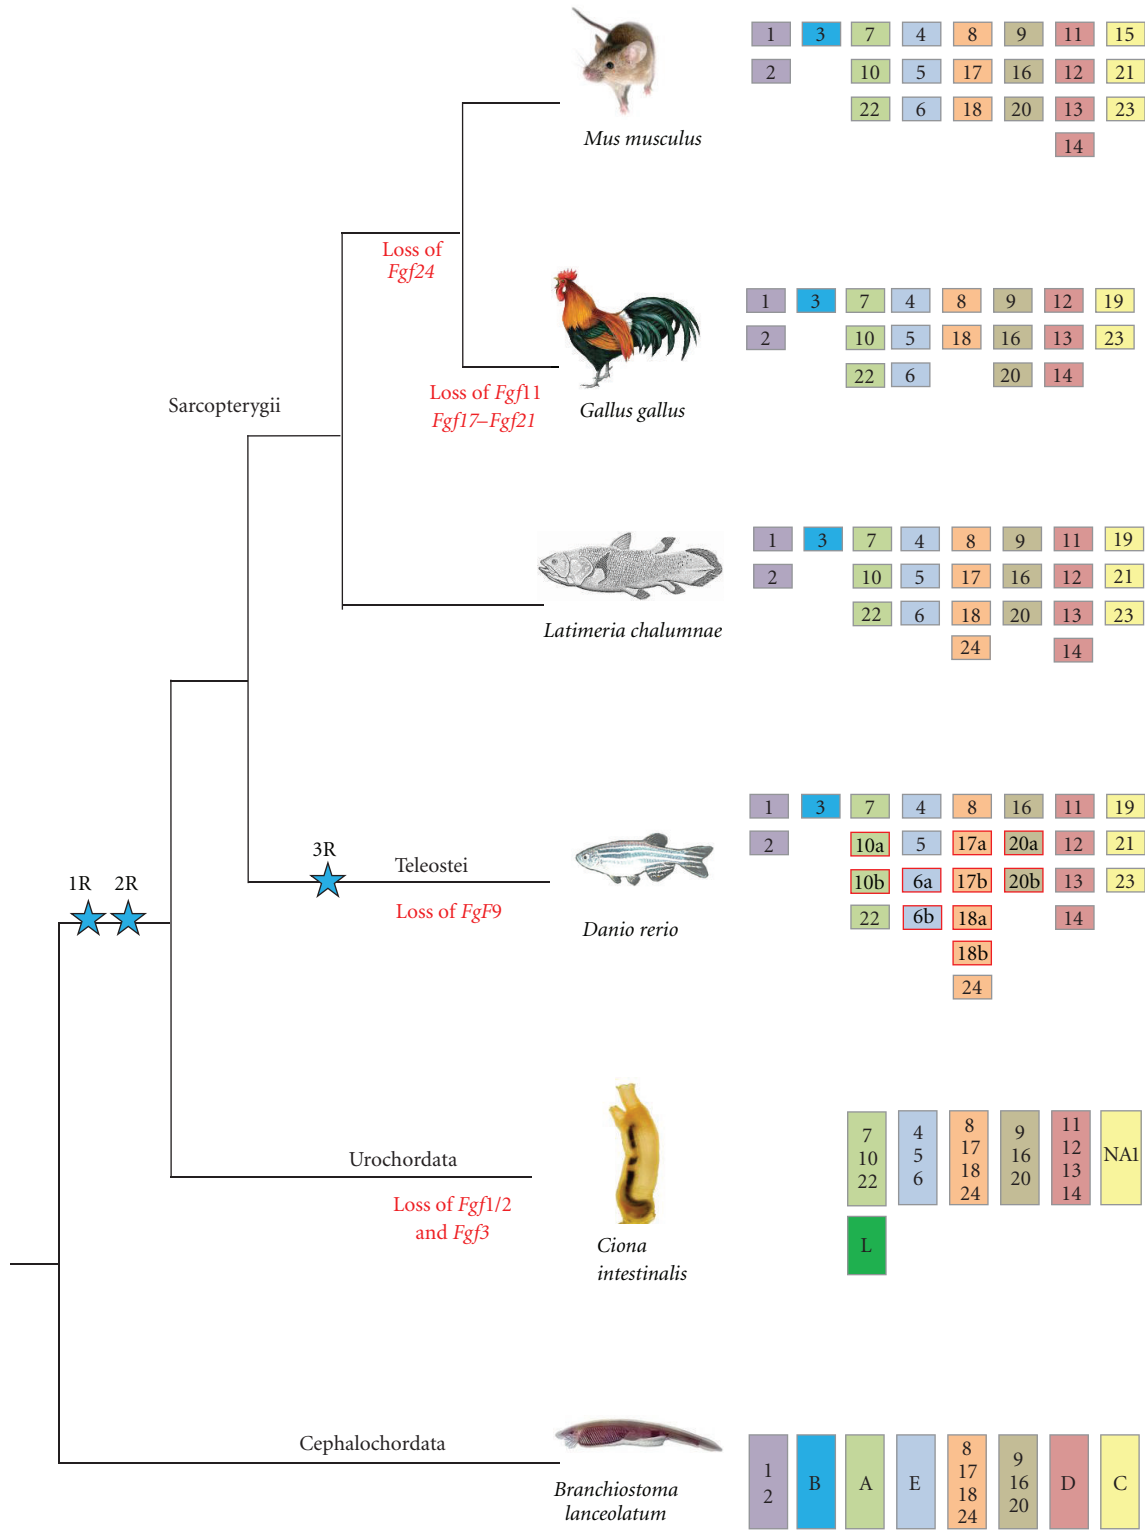 1 3 7 4 8 9 11 15
2 10 5 17 16 12 21
22 6 18 20 13 23
14
Mus musculus
Loss of
Fgf24
1 3 7 4 8 9 12 19
2 10 5 18 16 13 23
22 6 20 14
Loss of Fgf11
Fgf17–Fgf21
Gallus gallus
Sarcopterygii
1 3 7 4 8 9 11 19
2 10 5 17 16 12 21
22 6 18 20 13 23
24 14
Latimeria chalumnae
1 3 7 4 8 16 11 19
2 10a 5 17a 20a 12 21
10b 6a 17b 20b 13 23
22 6b 18a 14
18b
24
3R
Teleostei
1R 2R
Loss of FgF9
Danio rerio
7 4 8 9 11 NAI
10 5 17 16 12
22 6 18 20 13
24 14
L
Urochordata
Loss of Fgf1/2
and Fgf3
Ciona
intestinalis
Cephalochordata
Branchiostoma
lanceolatum
1 B A E 8 9 D C
2 17 16
18 20
24